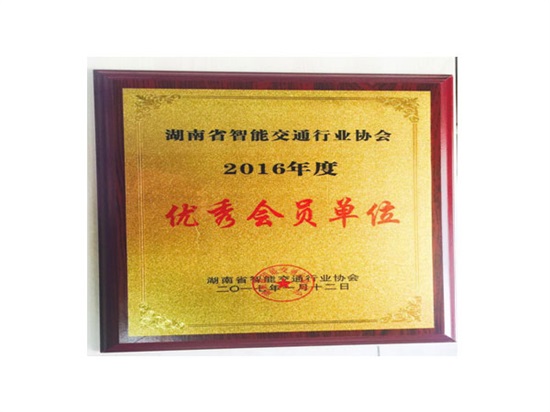 湖南省智能交通行业协会
2016年度
优秀会员单位
湖南省智能交通行业协会
二〇一七年一月十二日